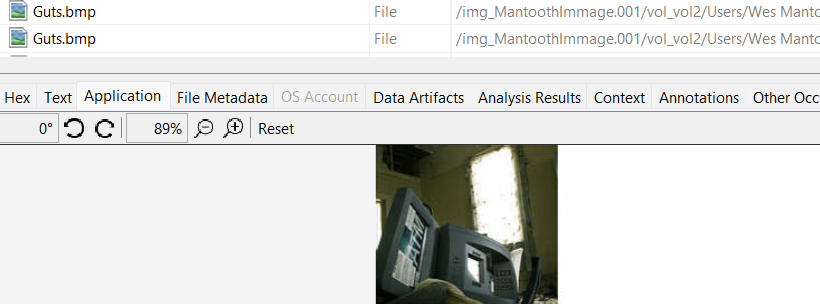 Guts.bmp File /img_MantoothImmage.001/vol_vol2/Users/Wes Manto
Guts.bmp File /img_MantoothImmage.001/vol_vol2/Users/Wes Manto
Hex Text Application File Metadata OS Account Data Artifacts Analysis Results Context Annotations Other Occ
0° 89% Reset
ATM